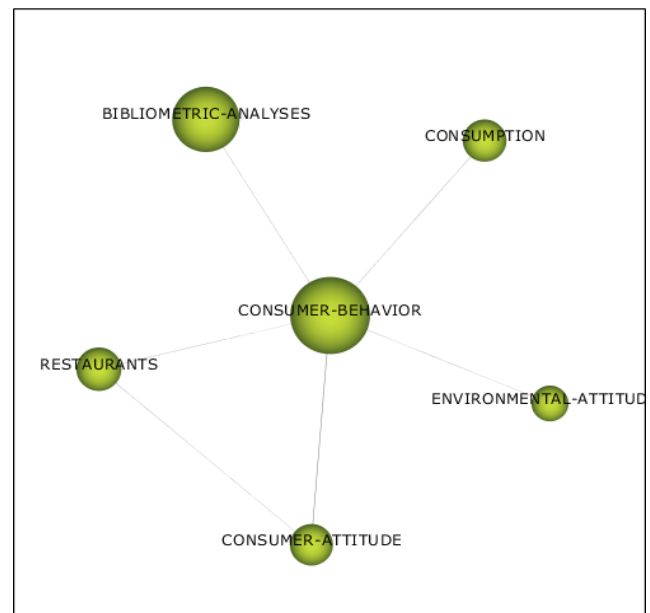 BIBLIOMETRIC-ANALYSES
CONSUMPTION
CONSUMER-BEHAVIOR
RESTAURANTS
ENVIRONMENTAL-ATTITUD
CONSUMER-ATTITUDE